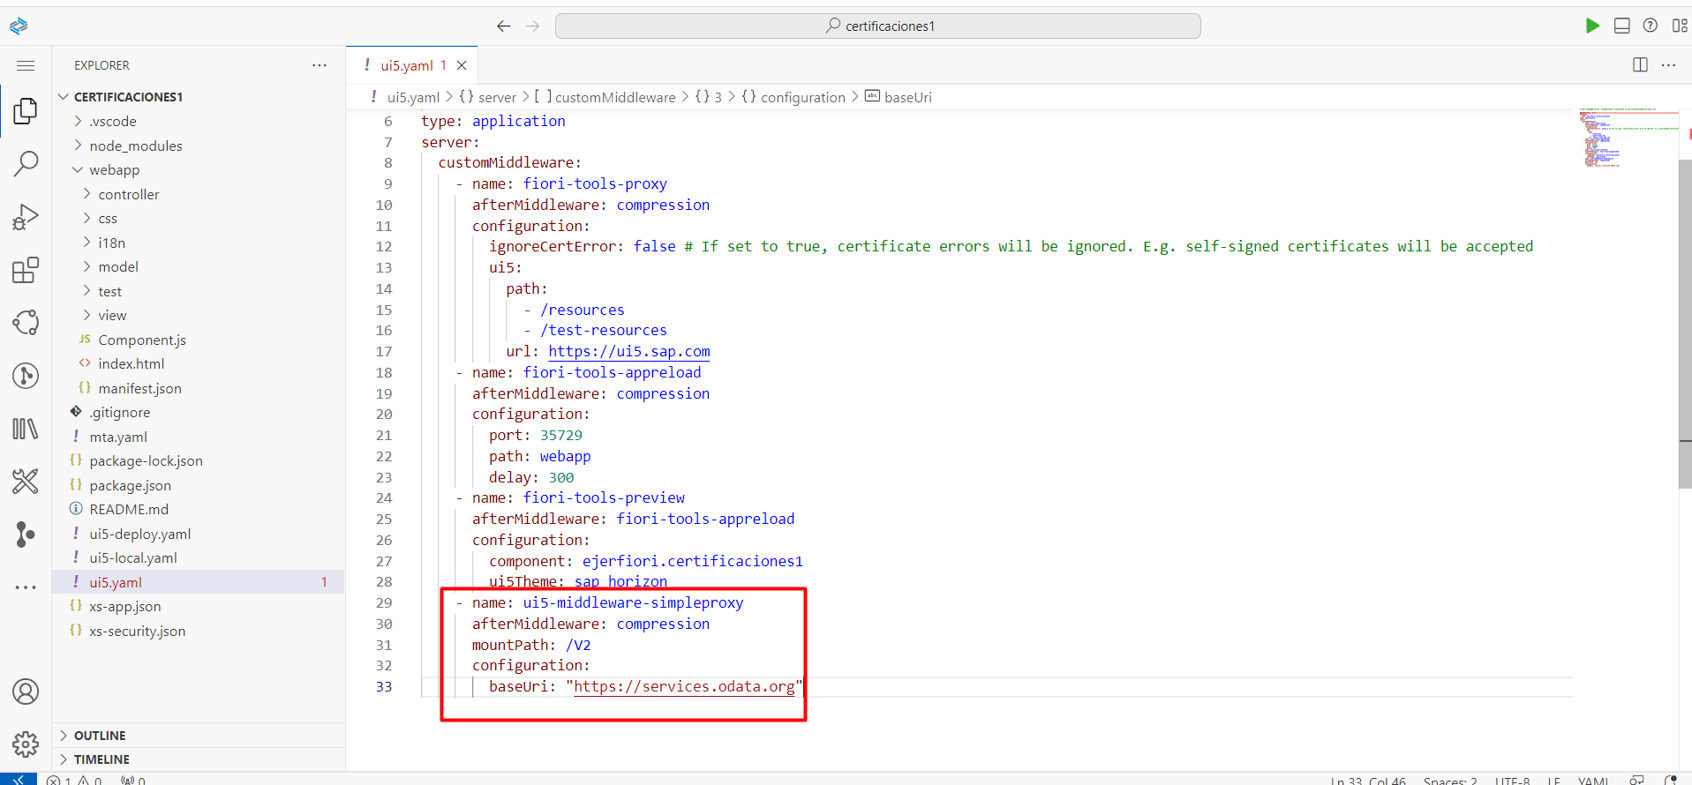 certificaciones1
EXPLORER
CERTIFICACIONES1
.vscode
node_modules
webapp
controller
css
i18n
model
test
view
JS Component.js
<> index.html
{} manifest.json
.gitignore
! mta.yaml
{} package-lock.json
{} package.json
README.md
! ui5-deploy.yaml
! ui5-local.yaml
! ui5.yaml 1
{} xs-app.json
{} xs-security.json
OUTLINE
TIMELINE
! ui5.yaml 1
! ui5.yaml > {} server > [ ] customMiddleware > {} 3 > {} configuration > abc baseUri
6 type: application
7 server:
8 customMiddleware:
9 - name: fiori-tools-proxy
10 afterMiddleware: compression
11 configuration:
12 ignoreCertError: false # If set to true, certificate errors will be ignored. E.g. self-signed certificates will be accepted
13 ui5:
14 path:
15 - /resources
16 - /test-resources
17 url: https://ui5.sap.com
18 - name: fiori-tools-appreload
19 afterMiddleware: compression
20 configuration:
21 port: 35729
22 path: webapp
23 delay: 300
24 - name: fiori-tools-preview
25 afterMiddleware: fiori-tools-appreload
26 configuration:
27 component: ejerfiori.certificaciones1
28 ui5Theme: sap_horizon
29 - name: ui5-middleware-simpleproxy
30 afterMiddleware: compression
31 mountPath: /V2
32 configuration:
33 baseUri: "https://services.odata.org"
1 0 0
Ln 33, Col 46 Spaces: 2 UTF-8 LF YAML